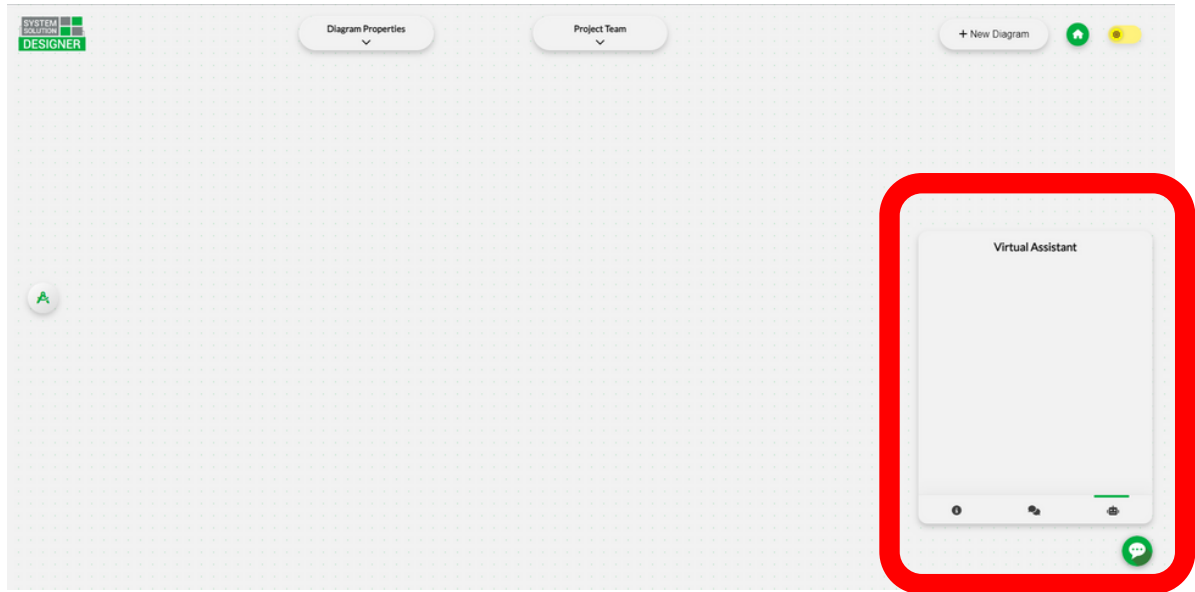 SYSTEM
SOLUTION
DESIGNER
Diagram Properties
Project Team
+ New Diagram
Virtual Assistant